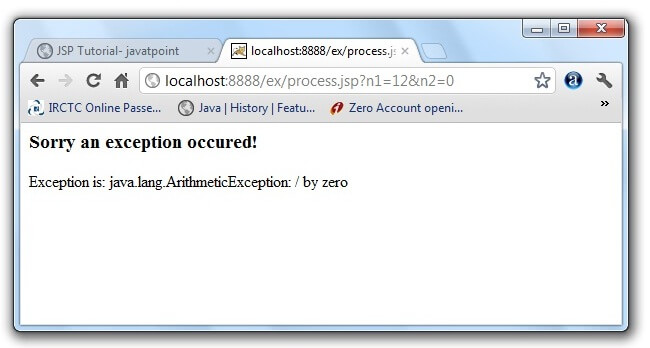 JSP Tutorial- javatpoint
localhost:8888/ex/process.js
localhost:8888/ex/process.jsp?n1=12&n2=0
IRCTC Online Passe...
Java | History | Featu...
Zero Account openi...
Sorry an exception occured!
Exception is: java.lang.ArithmeticException: / by zero